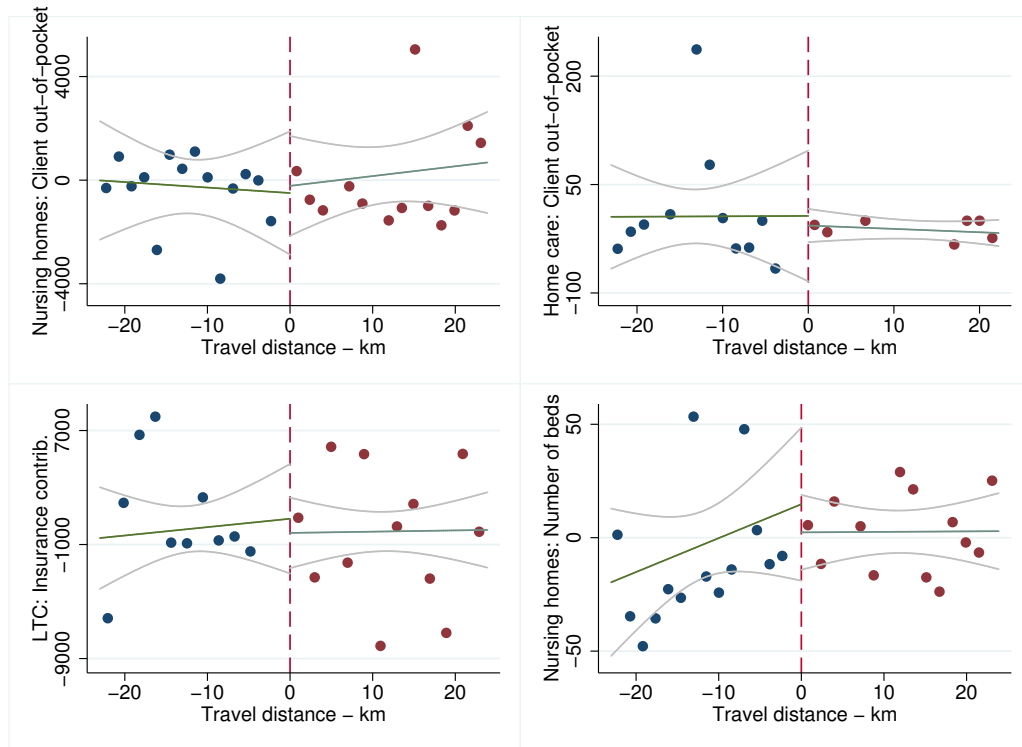 Nursing homes: Client out−of−pocket
4000
0
−4000
−20 −10 0 10 20
Travel distance − km
Home care: Client out−of−pocket
200
50
−100
−20 −10 0 10 20
Travel distance − km
LTC: Insurance contrib.
7000
−1000
−9000
−20 −10 0 10 20
Travel distance − km
Nursing homes: Number of beds
50
0
−50
−20 −10 0 10 20
Travel distance − km